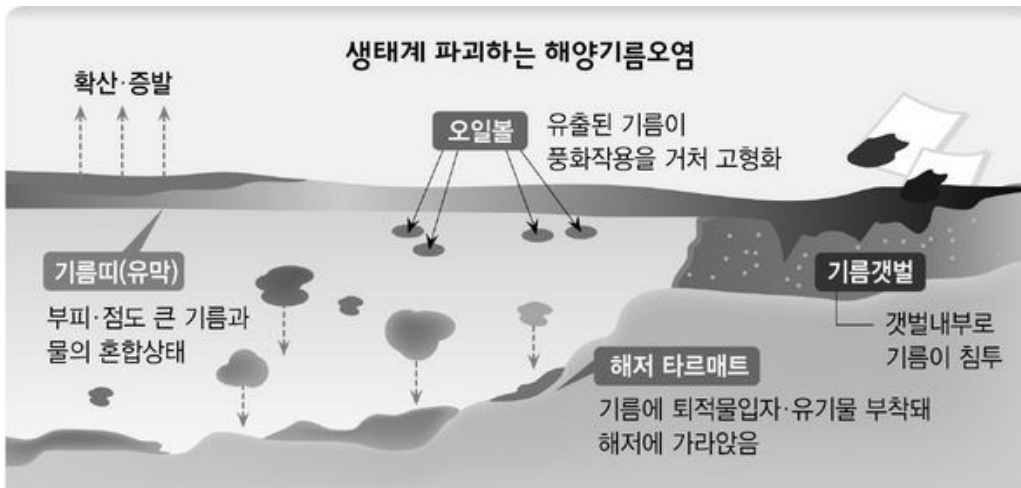 생태계 파괴하는 해양기름오염
확산·증발
오일볼
유출된 기름이
풍화작용을 거처 고형화
기름띠(유막)
부피·점도 큰 기름과
물의 혼합상태
기름갯벌
갯벌내부로
기름이 침투
해저 타르매트
기름에 퇴적물입자·유기물 부착돼
해저에 가라앉음